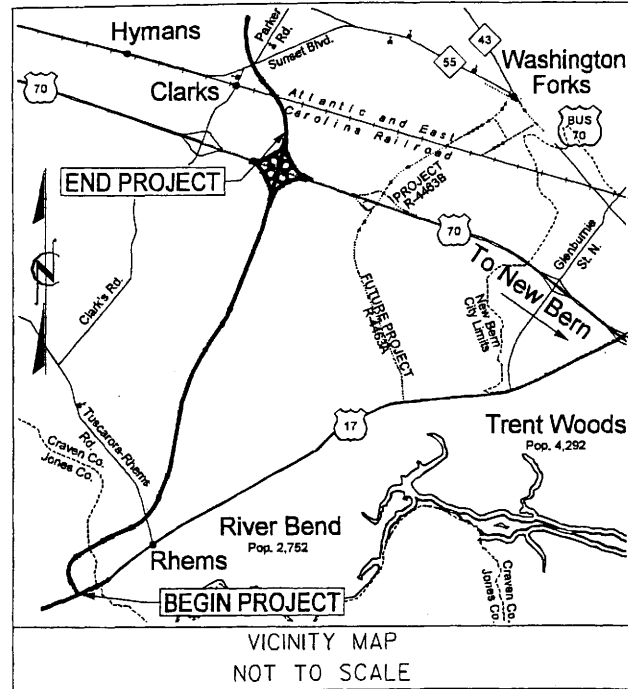 Hymans
Parker
Rd.
Sunset Blvd.
43
55
Washington
Forks
70
Clarks
Atlantic and East
Carolina Railroad
BUS
70
END PROJECT
PROJECT
R-4463B
70
Glenburnie
St. N.
To New Bern
Clark's Rd.
FUTURE PROJECT
R-4463A
New Bern
City Limits
Tuscarora-Rhems
Rd.
17
Trent Woods
Pop. 4,292
Craven Co.
Jones Co.
River Bend
Pop. 2,752
Rhems
BEGIN PROJECT
Craven Co.
Jones Co.
VICINITY MAP
NOT TO SCALE